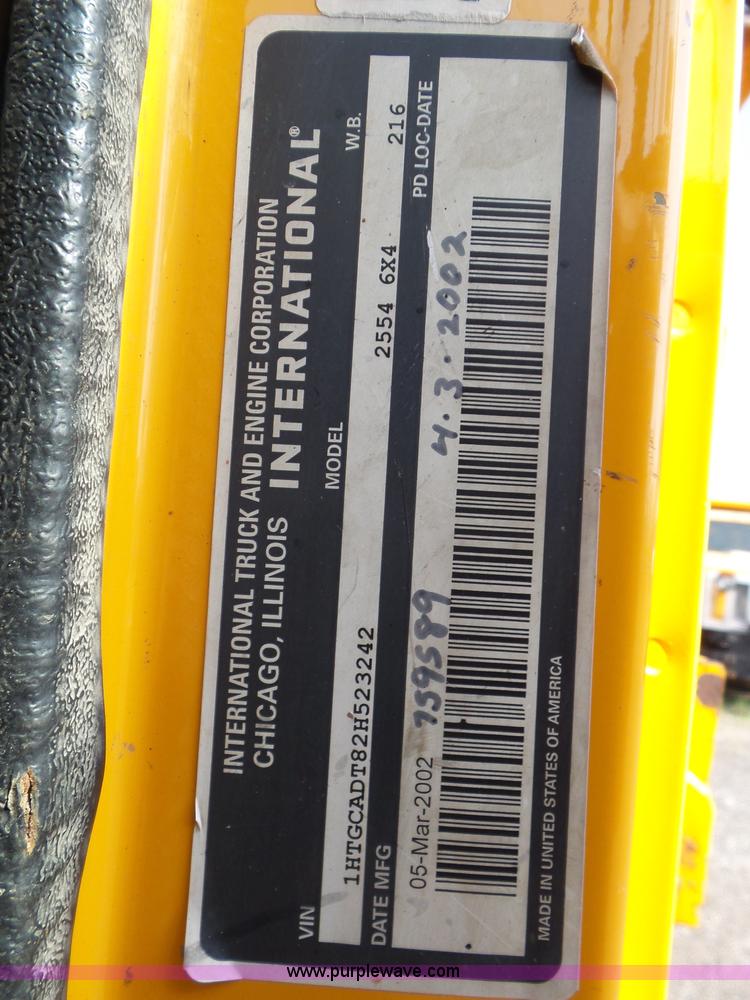 INTERNATIONAL TRUCK AND ENGINE CORPORATION
CHICAGO, ILLINOIS INTERNATIONAL®
VIN MODEL W.B.
1HTGCADT82H523242 2554 6X4 216
DATE MFG PD LOC-DATE
05-Mar-2002 759589 4.3.2002
MADE IN UNITED STATES OF AMERICA
www.purplewave.com